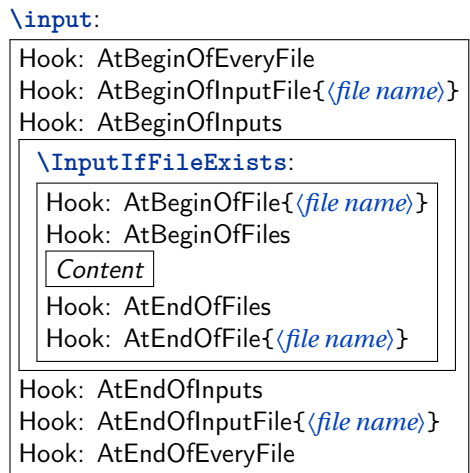 \input:
Hook: AtBeginOfEveryFile
Hook: AtBeginOfInputFile{⟨file name⟩}
Hook: AtBeginOfInputs
\InputIfFileExists:
Hook: AtBeginOfFile{⟨file name⟩}
Hook: AtBeginOfFiles
Content
Hook: AtEndOfFiles
Hook: AtEndOfFile{⟨file name⟩}
Hook: AtEndOfInputs
Hook: AtEndOfInputFile{⟨file name⟩}
Hook: AtEndOfEveryFile